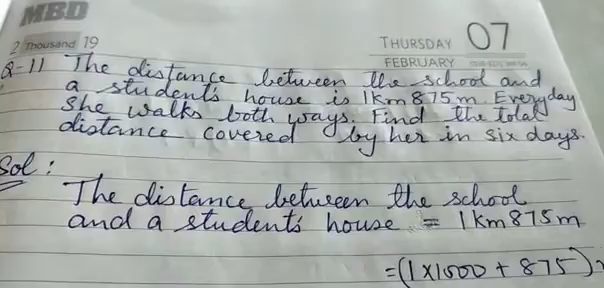 MBD
2 Thousand 19
THURSDAY 07
FEBRUARY
Q-11 The distance between the school and
a student's house is 1km 875m. Everyday
She walks both ways. Find the total
distance covered by her in six days.
Sol:
The distance between the school
and a student's house = 1km 875m
=(1X1000 + 875)